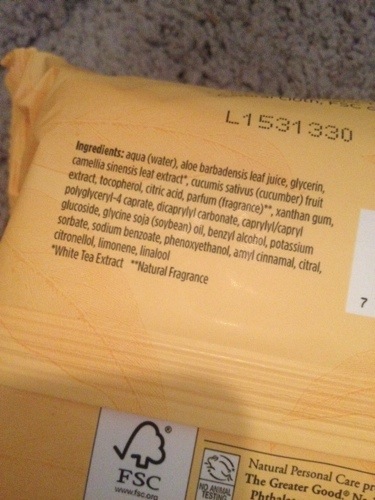 L1531330
Ingredients: aqua (water), aloe barbadensis leaf juice, glycerin,
camellia sinensis leaf extract*, cucumis sativus (cucumber) fruit
extract, tocopherol, citric acid, parfum (fragrance)**, xanthan gum,
polyglyceryl-4 caprate, dicaprylyl carbonate, caprylyl/capryl
glucoside, glycine soja (soybean) oil, benzyl alcohol, potassium
sorbate, sodium benzoate, phenoxyethanol, amyl cinnamal, citral,
citronellol, limonene, linalool
*White Tea Extract **Natural Fragrance
7
®
FSC
www.fsc.org
NO ANIMAL
TESTING
Natural Personal Care
The Greater Good